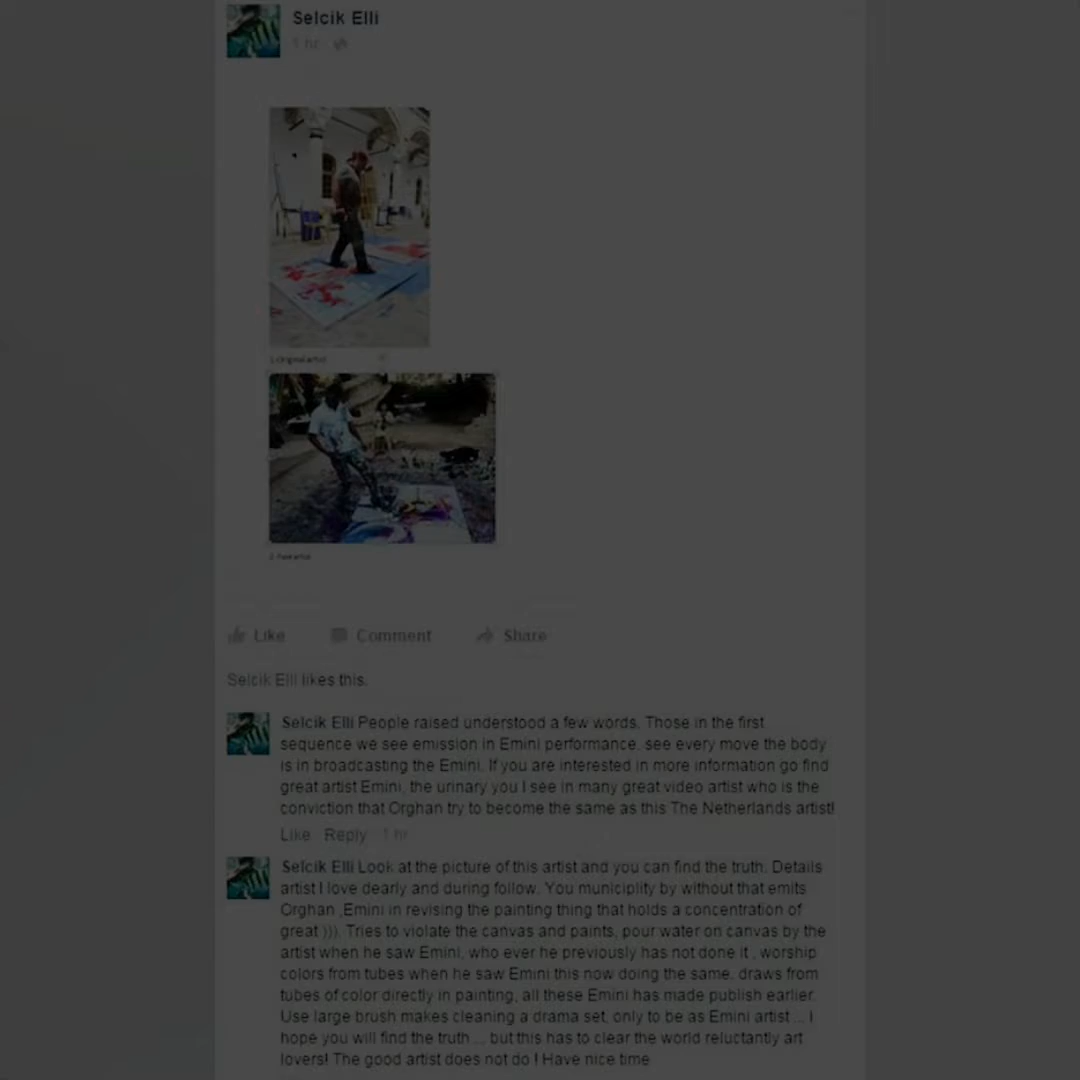 Selcik Elli
1 hr
1.Original artist
Like Comment Share
Selcik Elli likes this.
Selcik Elli People raised understood a few words. Those in the first
sequence we see emission in Emini performance. see every move the body
is in broadcasting the Emini. If you are interested in more information go find
great artist Emini, the urinary you I see in many great video artist who is the
conviction that Orghan try to become the same as this The Netherlands artist!
Like Reply 1 hr
Selcik Elli Look at the picture of this artist and you can find the truth. Details
artist I love dearly and during follow. You municiplity by without that emits
Orghan ,Emini in revising the painting thing that holds a concentration of
great ))). Tries to violate the canvas and paints, pour water on canvas by the
artist when he saw Emini, who ever he previously has not done it , worship
colors from tubes when he saw Emini this now doing the same. draws from
tubes of color directly in painting, all these Emini has made publish earlier.
Use large brush makes cleaning a drama set, only to be as Emini artist ... I
hope you will find the truth.... but this has to clear the world reluctantly art
lovers! The good artist does not do ! Have nice time